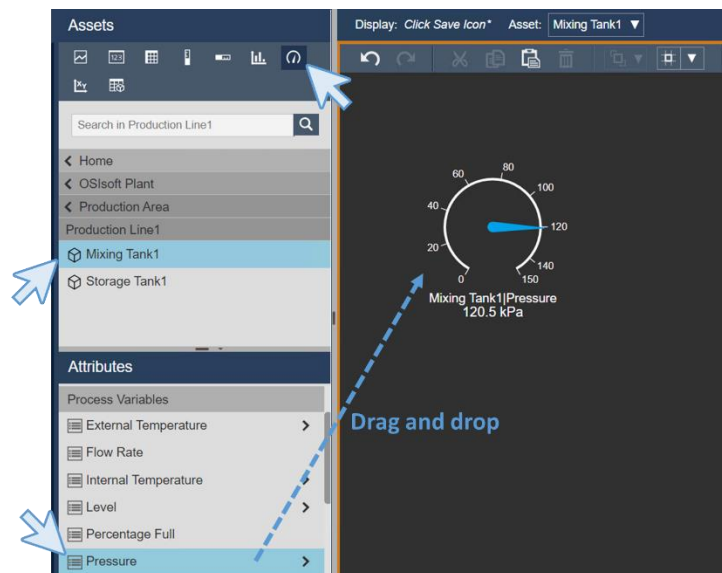 Assets
Display: Click Save Icon* Asset: Mixing Tank1
Search in Production Line1
Home
OSIsoft Plant
Production Area
Production Line1
Mixing Tank1
Storage Tank1
0
20
40
60
80
100
120
140
150
Mixing Tank1|Pressure
120.5 kPa
Attributes
Process Variables
External Temperature
Flow Rate
Internal Temperature
Level
Percentage Full
Pressure
Drag and drop